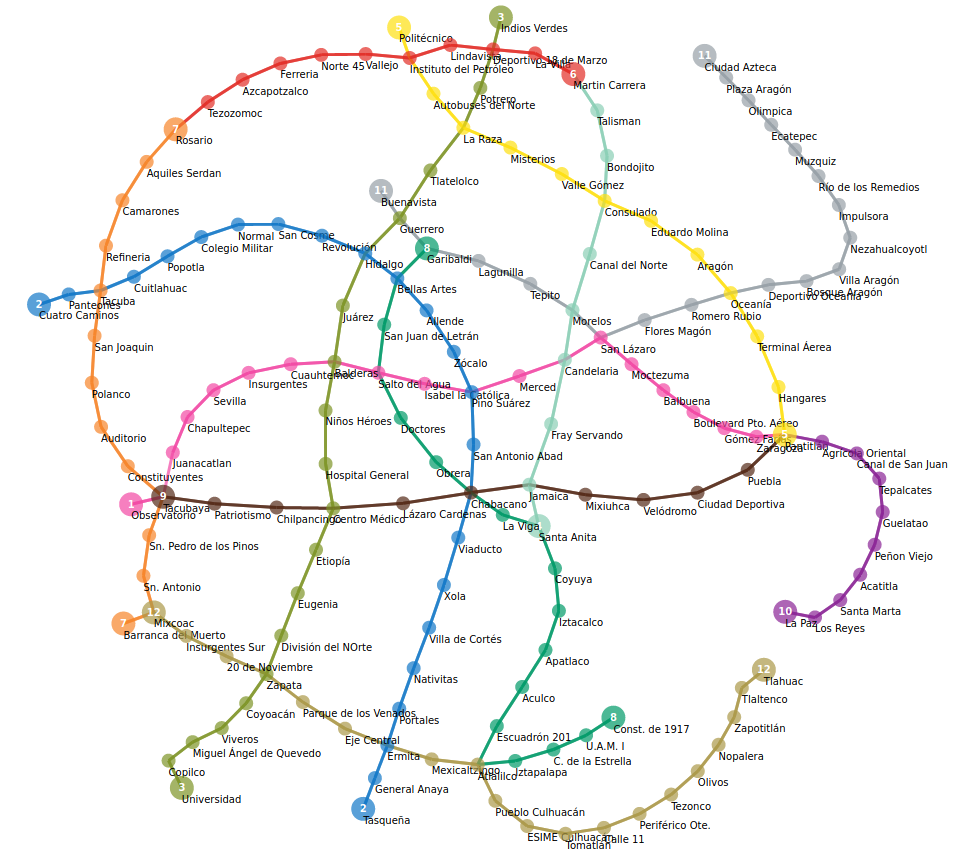 3
Indios Verdes
5
Politécnico
Lindavista
Deportivo 18 de Marzo
La Villa
6
Martin Carrera
Instituto del Petróleo
Vallejo
Norte 45
Ferreria
Azcapotzalco
Tezozomoc
7
Rosario
Potrero
Autobuses del Norte
La Raza
Misterios
Valle Gómez
Talisman
Bondojito
Consulado
Eduardo Molina
Aragón
Oceanía
Terminal Áerea
Hangares
11
Ciudad Azteca
Plaza Aragón
Olimpica
Ecatepec
Muzquiz
Río de los Remedios
Impulsora
Nezahualcoyotl
Villa Aragón
Bosque Aragón
Deportivo Oceanía
Romero Rubio
Flores Magón
Aquiles Serdan
Camarones
Refineria
Tlatelolco
11
Buenavista
Guerrero
8
Garibaldi
Lagunilla
Tepito
Morelos
Canal del Norte
San Lázaro
2
Cuatro Caminos
Panteones
Tacuba
Cuitlahuac
Popotla
Colegio Militar
Normal
San Cosme
Revolución
Hidalgo
Bellas Artes
Allende
Zócalo
Pino Suárez
Juárez
San Juan de Letrán
San Joaquin
Polanco
Auditorio
Constituyentes
Cuauhtemoc
Balderas
Insurgentes
Sevilla
Chapultepec
Juanacatlan
Salto del Agua
Isabel la Católica
Merced
Candelaria
Moctezuma
Balbuena
Boulevard Pto. Aéreo
Gómez Farías
Zaragoza
5
Pantitlán
Agrícola Oriental
Canal de San Juan
Tepalcates
Guelatao
Peñon Viejo
Acatitla
Santa Marta
Los Reyes
10
La Paz
Niños Héroes
Hospital General
Doctores
Obrera
San Antonio Abad
Fray Servando
Puebla
Ciudad Deportiva
Velódromo
Mixiuhca
Jamaica
Chabacano
Lázaro Cardenas
Centro Médico
Chilpancingo
Patriotismo
9
Tacubaya
1
Observatorio
La Viga
Santa Anita
Sn. Pedro de los Pinos
Sn. Antonio
12
Mixcoac
7
Barranca del Muerto
Insurgentes Sur
20 de Noviembre
Zapata
Etiopía
Eugenia
División del NOrte
Viaducto
Xola
Villa de Cortés
Nativitas
Portales
Ermita
General Anaya
2
Tasqueña
Coyuya
Iztacalco
Apatlaco
Aculco
Escuadrón 201
Atlalilco
Iztapalapa
C. de la Estrella
U.A.M. I
8
Const. de 1917
Coyoacán
Viveros
Miguel Ángel de Quevedo
Copilco
3
Universidad
Parque de los Venados
Eje Central
Mexicaltzingo
Pueblo Culhuacán
ESIME Culhuacán
Tomatlán
Calle 11
Periférico Ote.
Tezonco
Olivos
Nopalera
Zapotitlán
Tlaltenco
12
Tlahuac